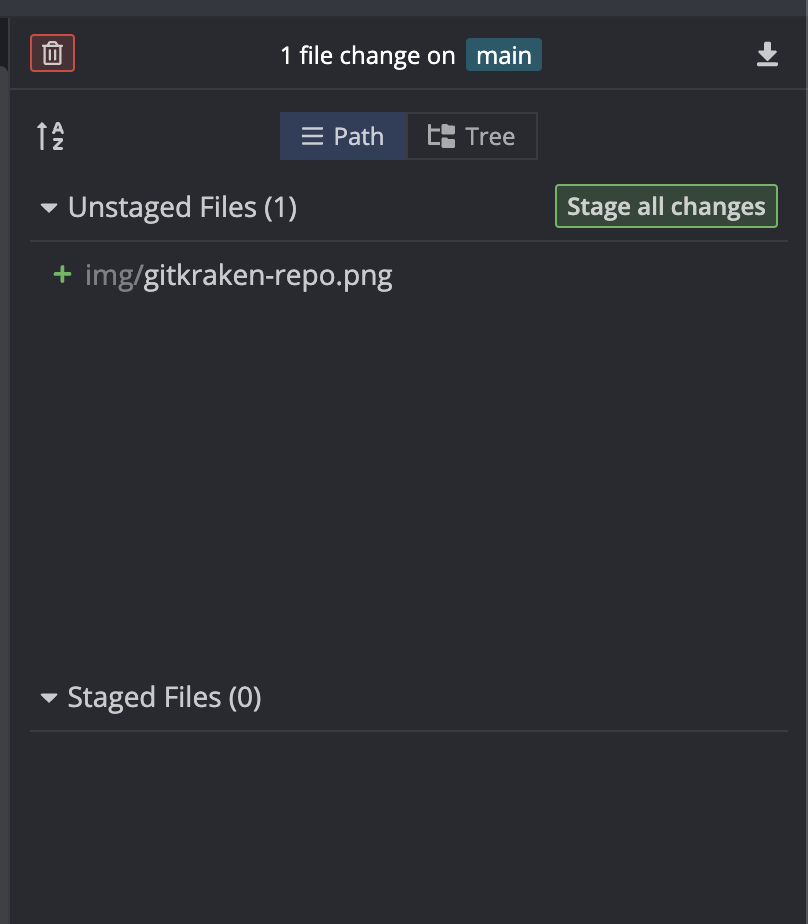 1 file change on main
A
Z
Path Tree
Unstaged Files (1) Stage all changes
+ img/gitkraken-repo.png
Staged Files (0)